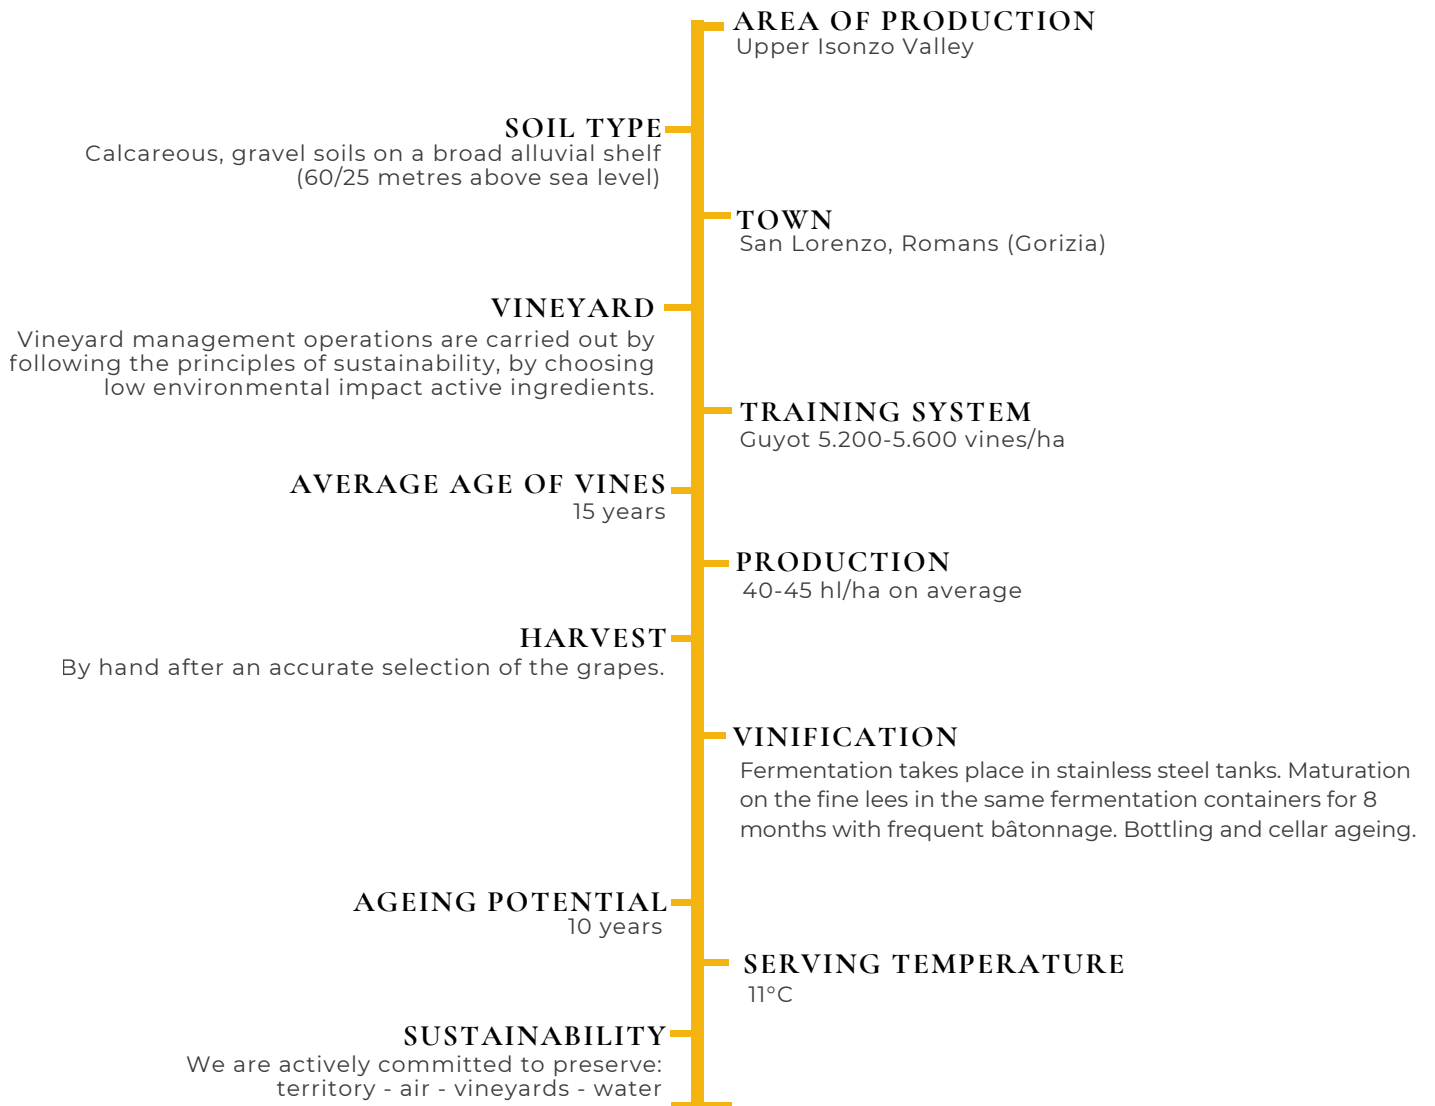 AREA OF PRODUCTION
Upper Isonzo Valley
SOIL TYPE
Calcareous, gravel soils on a broad alluvial shelf
(60/25 metres above sea level)
TOWN
San Lorenzo, Romans (Gorizia)
VINEYARD
Vineyard management operations are carried out by
following the principles of sustainability, by choosing
low environmental impact active ingredients.
TRAINING SYSTEM
Guyot 5.200-5.600 vines/ha
AVERAGE AGE OF VINES
15 years
PRODUCTION
40-45 hl/ha on average
HARVEST
By hand after an accurate selection of the grapes.
VINIFICATION
Fermentation takes place in stainless steel tanks. Maturation
on the fine lees in the same fermentation containers for 8
months with frequent bâtonnage. Bottling and cellar ageing.
AGEING POTENTIAL
10 years
SERVING TEMPERATURE
11°C
SUSTAINABILITY
We are actively committed to preserve:
territory - air - vineyards - water